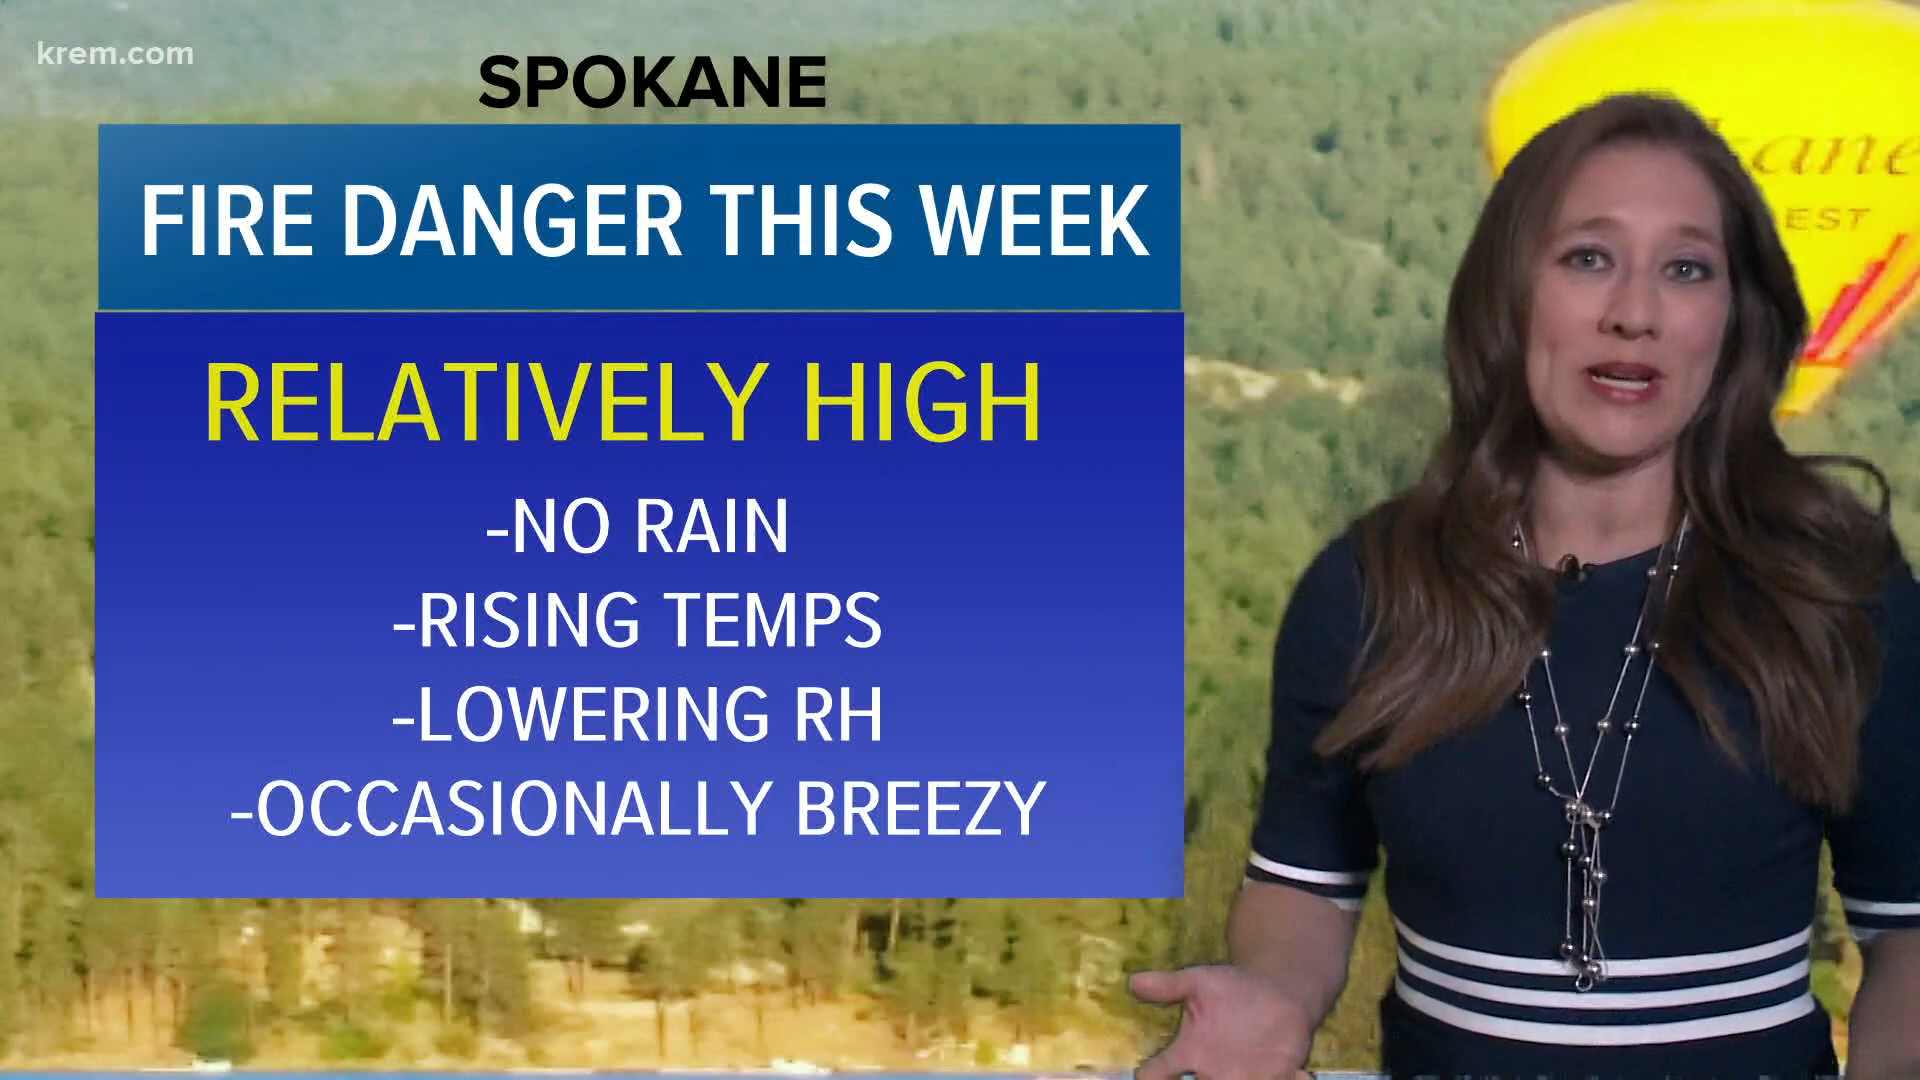 krem.com
SPOKANE
FIRE DANGER THIS WEEK
RELATIVELY HIGH
-NO RAIN
-RISING TEMPS
-LOWERING RH
-OCCASIONALLY BREEZY